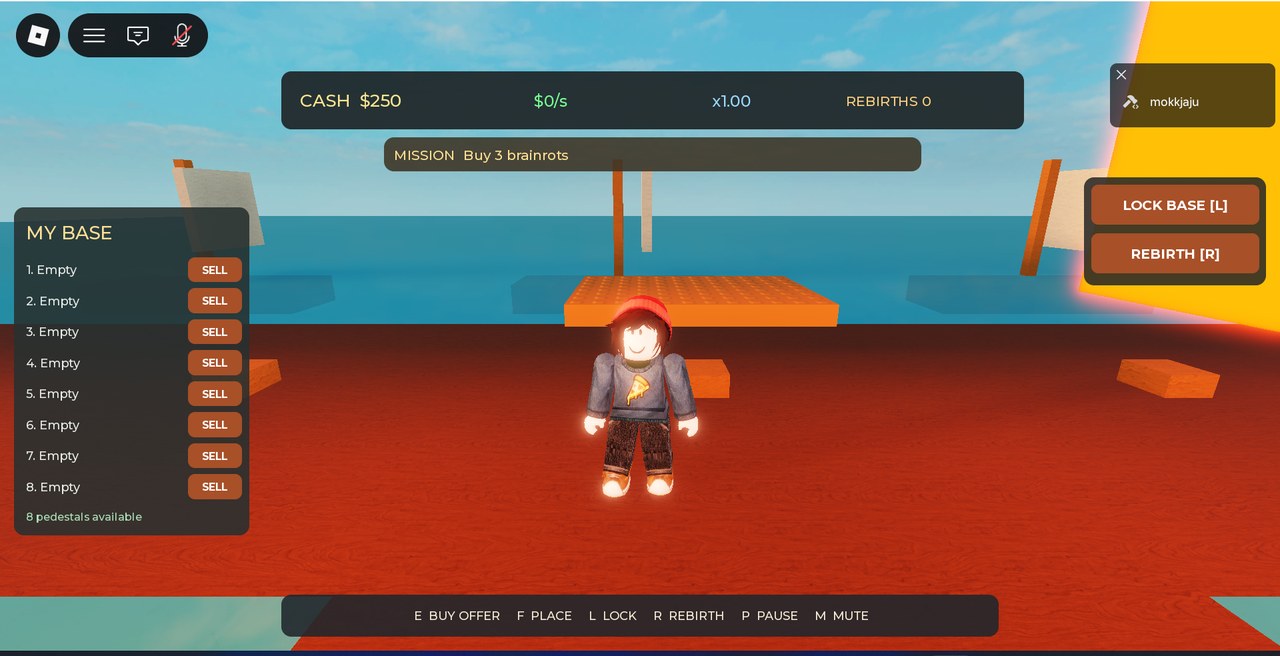 CASH $250 $0/s x1.00 REBIRTHS 0
mokkjaju
MISSION Buy 3 brainrots
LOCK BASE [L]
REBIRTH [R]
MY BASE
1. Empty SELL
2. Empty SELL
3. Empty SELL
4. Empty SELL
5. Empty SELL
6. Empty SELL
7. Empty SELL
8. Empty SELL
8 pedestals available
E BUY OFFER F PLACE L LOCK R REBIRTH P PAUSE M MUTE